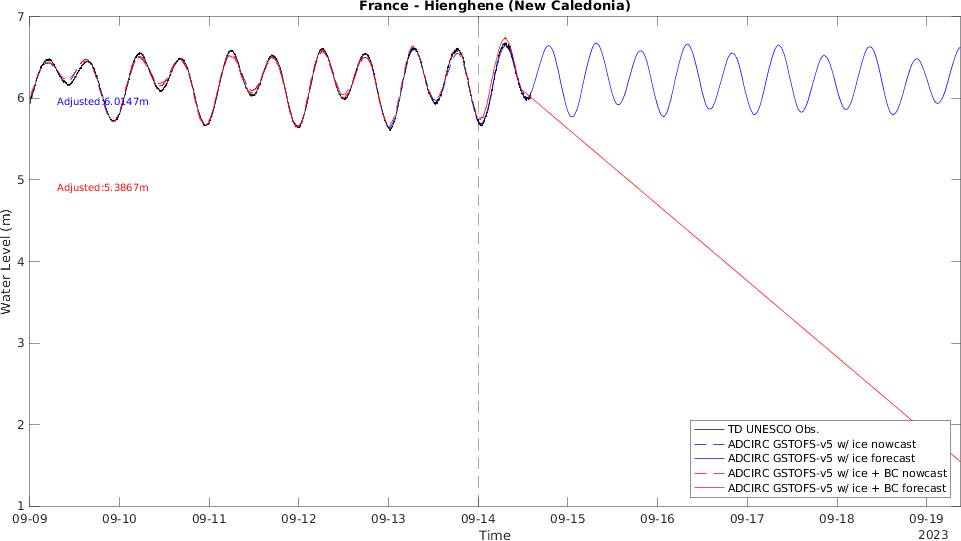 France - Hienghene (New Caledonia)
7
6
5
4
3
2
1
Water Level (m)
Adjusted:6.0147m
Adjusted:5.3867m
TD UNESCO Obs.
ADCIRC GSTOFS-v5 w/ ice nowcast
ADCIRC GSTOFS-v5 w/ ice forecast
ADCIRC GSTOFS-v5 w/ ice + BC nowcast
ADCIRC GSTOFS-v5 w/ ice + BC forecast
09-09 09-10 09-11 09-12 09-13 09-14 09-15 09-16 09-17 09-18 09-19
Time
2023